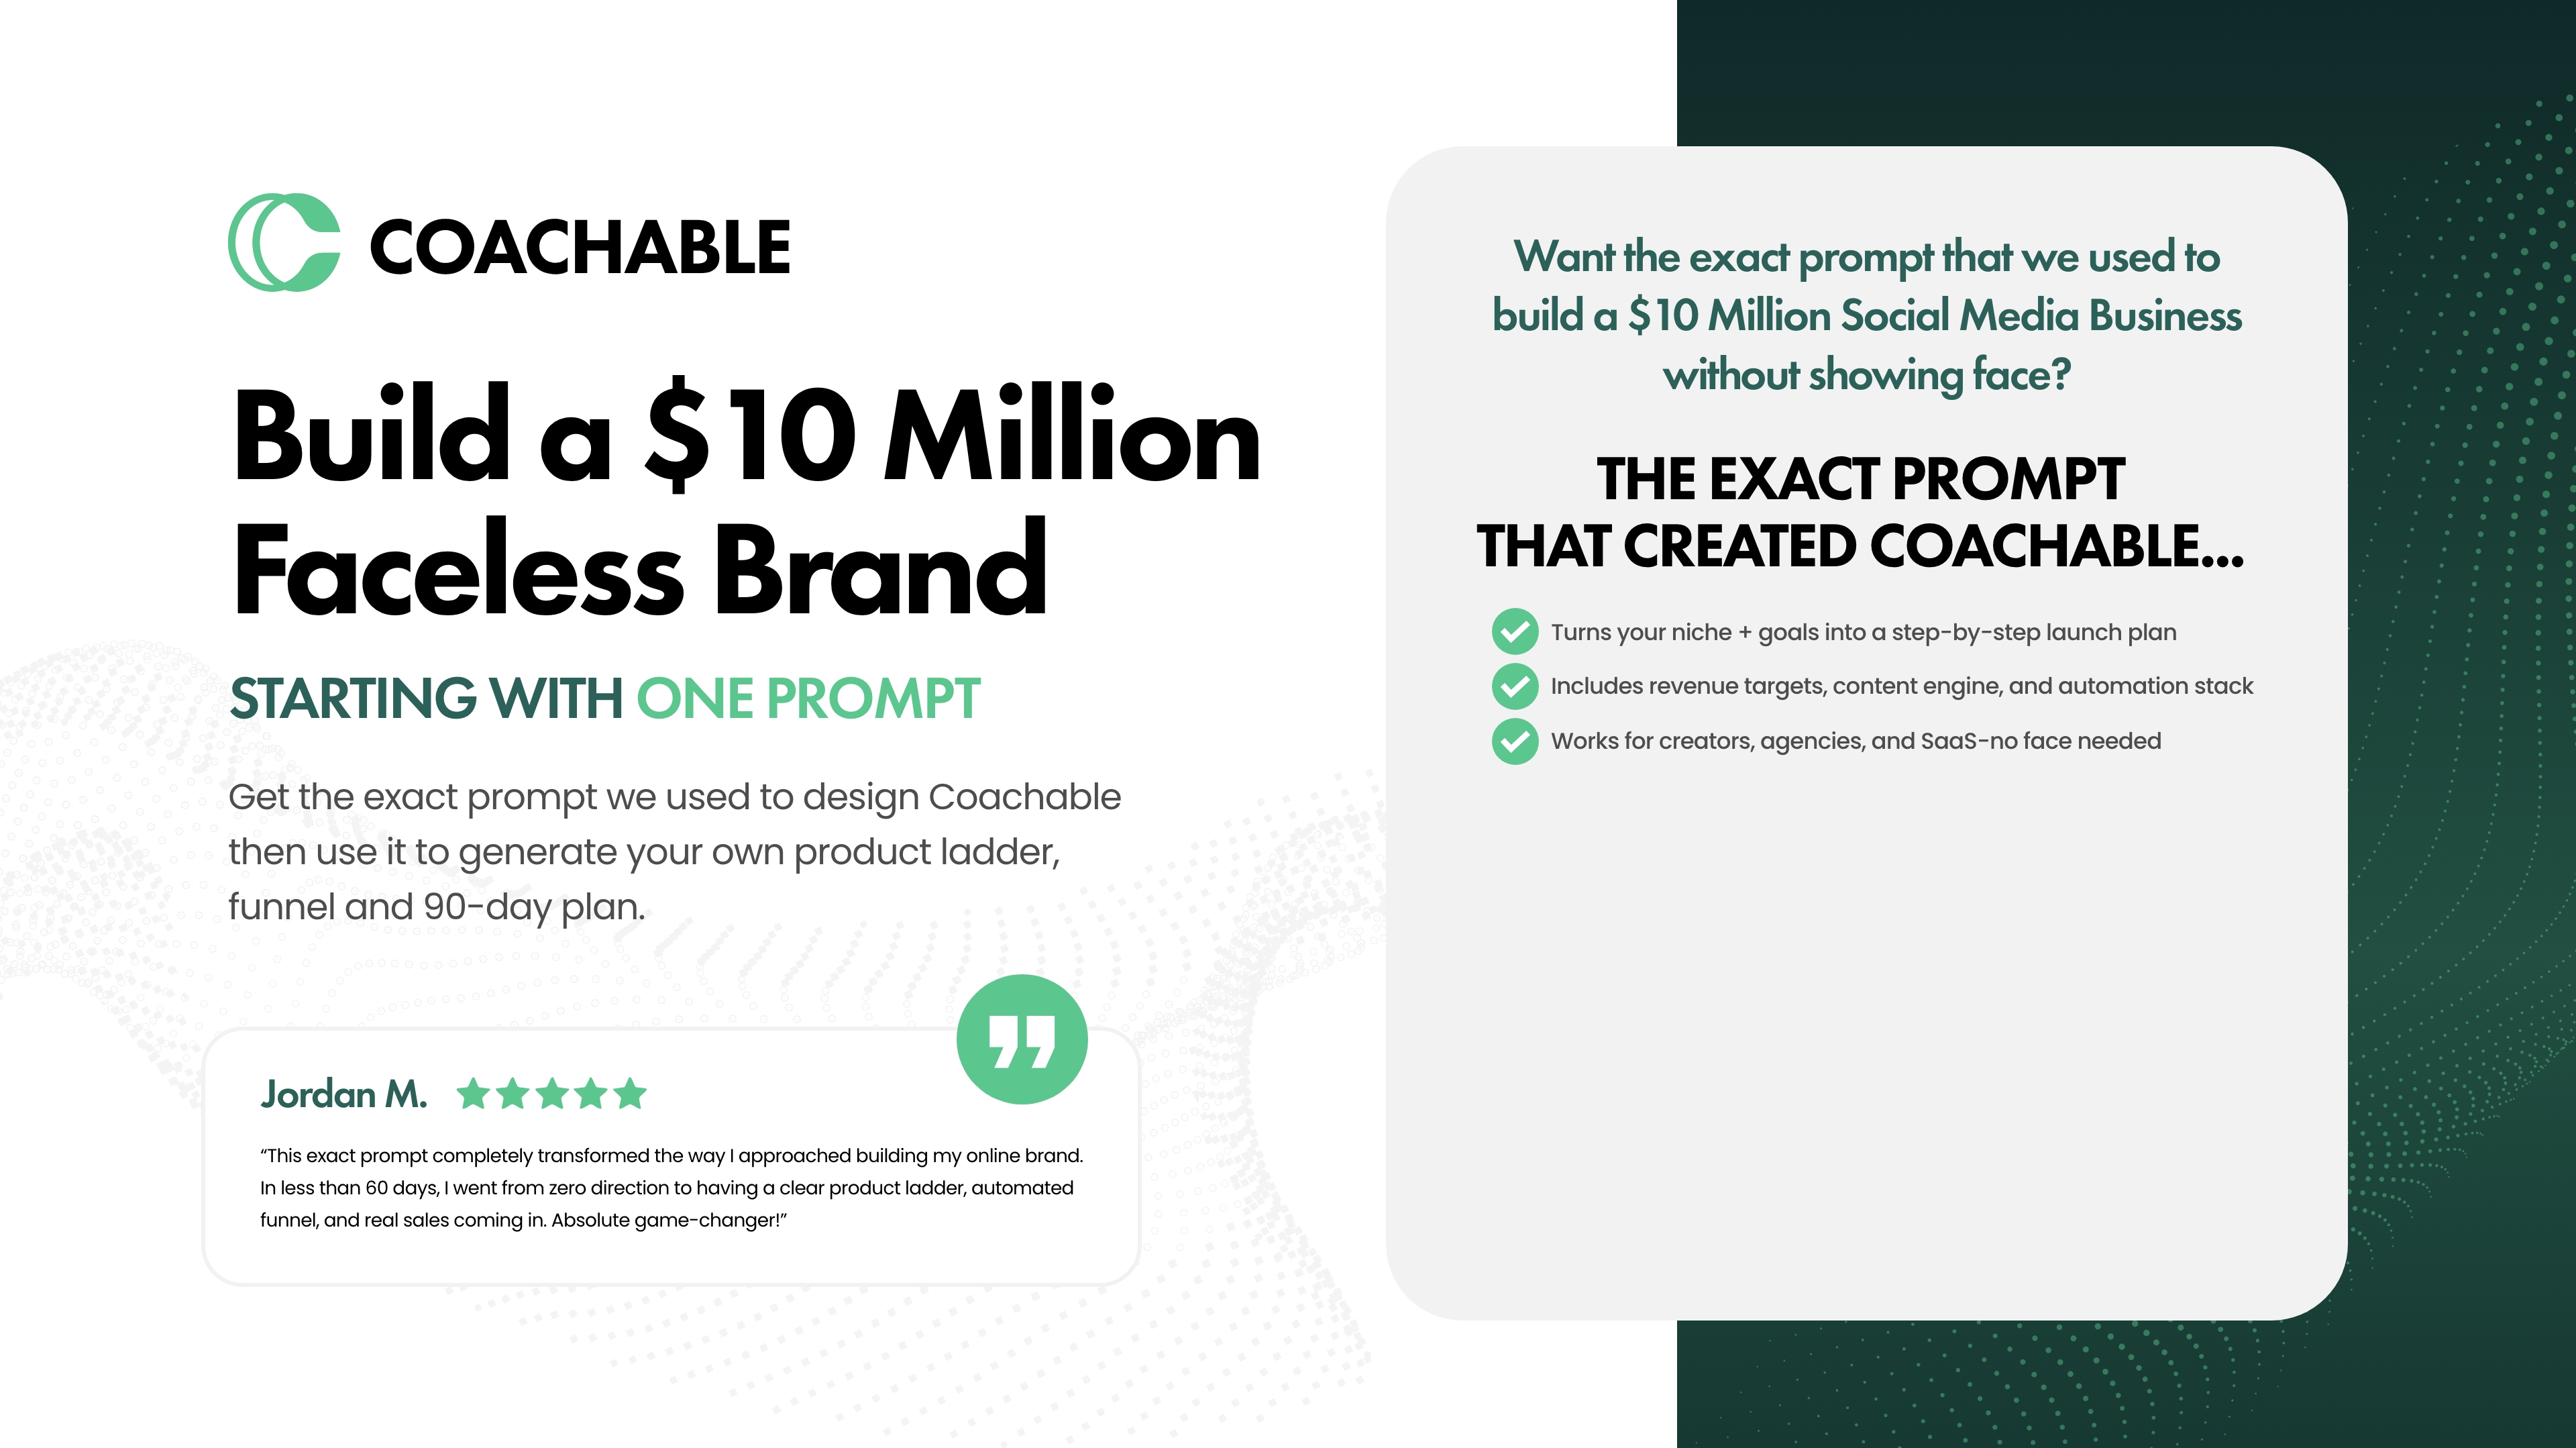 COACHABLE
Build a $10 Million
Faceless Brand
STARTING WITH ONE PROMPT
Get the exact prompt we used to design Coachable
then use it to generate your own product ladder,
funnel and 90-day plan.
Jordan M.
“This exact prompt completely transformed the way I approached building my online brand.
In less than 60 days, I went from zero direction to having a clear product ladder, automated
funnel, and real sales coming in. Absolute game-changer!”
Want the exact prompt that we used to
build a $10 Million Social Media Business
without showing face?
THE EXACT PROMPT
THAT CREATED COACHABLE...
Turns your niche + goals into a step-by-step launch plan
Includes revenue targets, content engine, and automation stack
Works for creators, agencies, and SaaS-no face needed